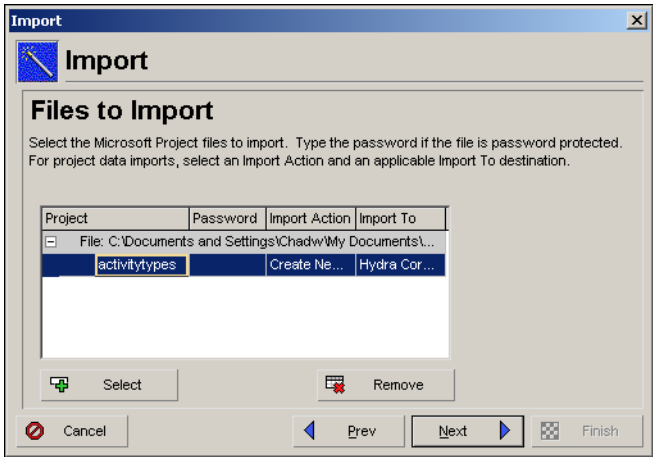 Import
Import
Files to Import
Select the Microsoft Project files to import. Type the password if the file is password protected.
For project data imports, select an Import Action and an applicable Import To destination.
Project Password Import Action Import To
File: C:\Documents and Settings\Chadw\My Documents\...
activitytypes Create Ne... Hydra Cor...
Select Remove
Cancel Prev Next Finish